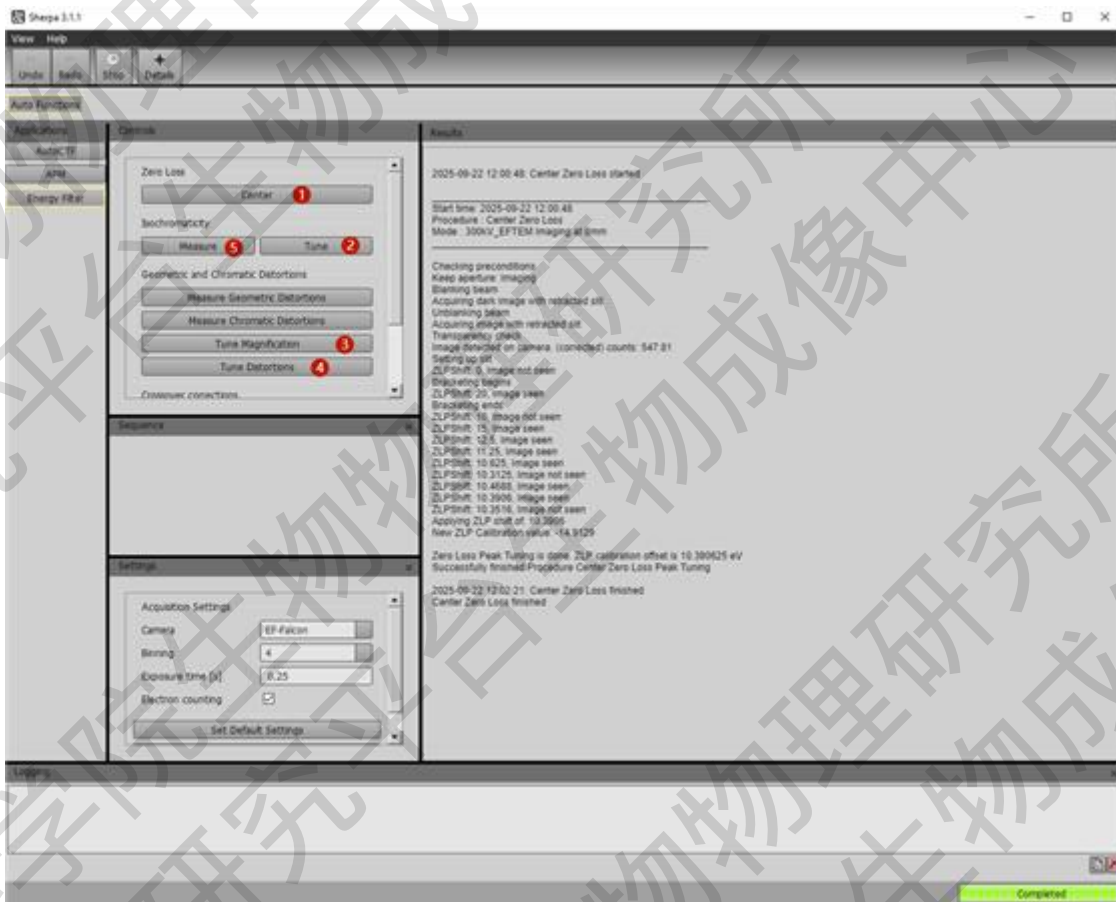 Sherpa 3.1.1
View Help
Undo Redo Stop Details
Auto Functions
Applications
AutoCTF
Energy Filter
Controls
Zero Loss
Center 1
Isochromaticity
Measure 5 Tune 2
Geometric and Chromatic Distortions
Measure Geometric Distortions
Measure Chromatic Distortions
Tune Magnification 3
Tune Distortions 4
Crossover corrections
Sequence
Settings
Acquisition Settings
Camera EF-Falcon
Binning 4
Exposure time [s] 0.25
Electron counting
Set Default Settings
Results
2025-09-22 12:00:48: Center Zero Loss started
Start time: 2025-09-22 12:00:48
Procedure : Center Zero Loss
Mode : 300kV_EFTEM Imaging at
Checking preconditions
Keep aperture: Imaging
Blanking beam
Acquiring dark image with retracted slit
Unblanking beam
Acquiring image with retracted slit
Transparency check
Image detected on camera. (corrected) counts: 547.81
Setting up slit
ZLPShift: 0, image not seen
Bracketing begins
ZLPShift: 20, image seen
Bracketing ends
ZLPShift: 10, image not seen
ZLPShift: 15, image seen
ZLPShift: 12.5, image seen
ZLPShift: 11.25, image seen
ZLPShift: 10.625, image seen
ZLPShift: 10.3125, image not seen
ZLPShift: 10.4688, image seen
ZLPShift: 10.3906, image seen
ZLPShift: 10.3516, image not seen
Applying ZLP shift of: 10.3906
New ZLP Calibration value: -14.9129
Zero Loss Peak Tuning is done. ZLP calibration offset is 10.390625 eV
Successfully finished Procedure Center Zero Loss Peak Tuning
2025-09-22 12:02:21: Center Zero Loss finished
Center Zero Loss finished
Logging
Completed